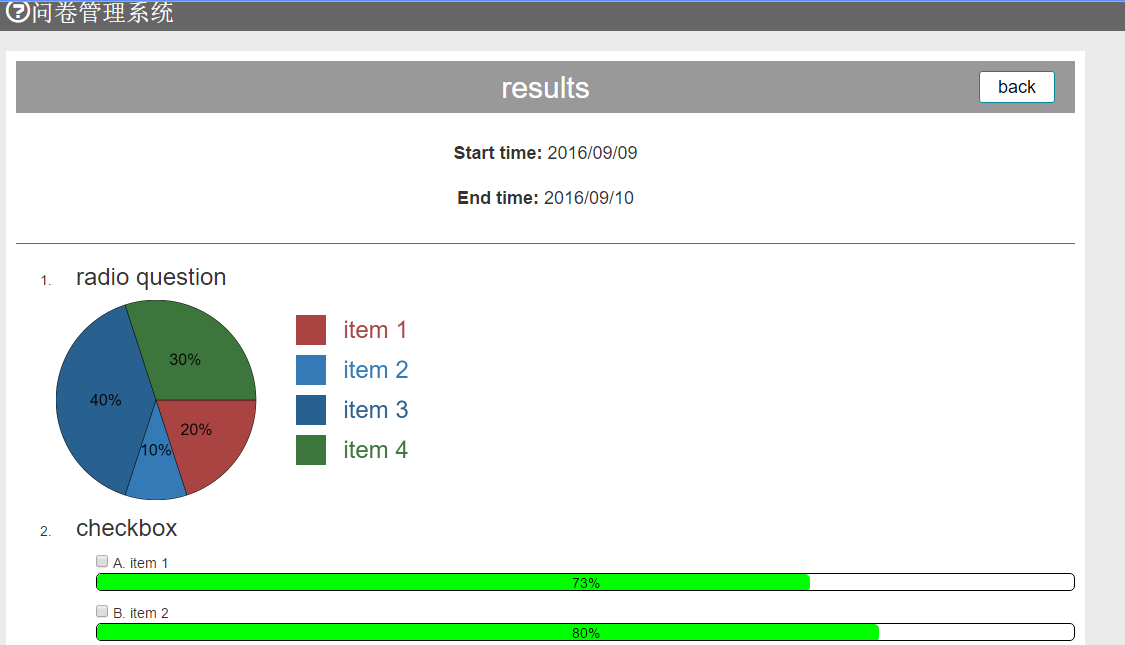 问卷管理系统
results
back
Start time: 2016/09/09
End time: 2016/09/10
1. radio question
30%
40%
20%
10%
item 1
item 2
item 3
item 4
2. checkbox
A. item 1
73%
B. item 2
80%